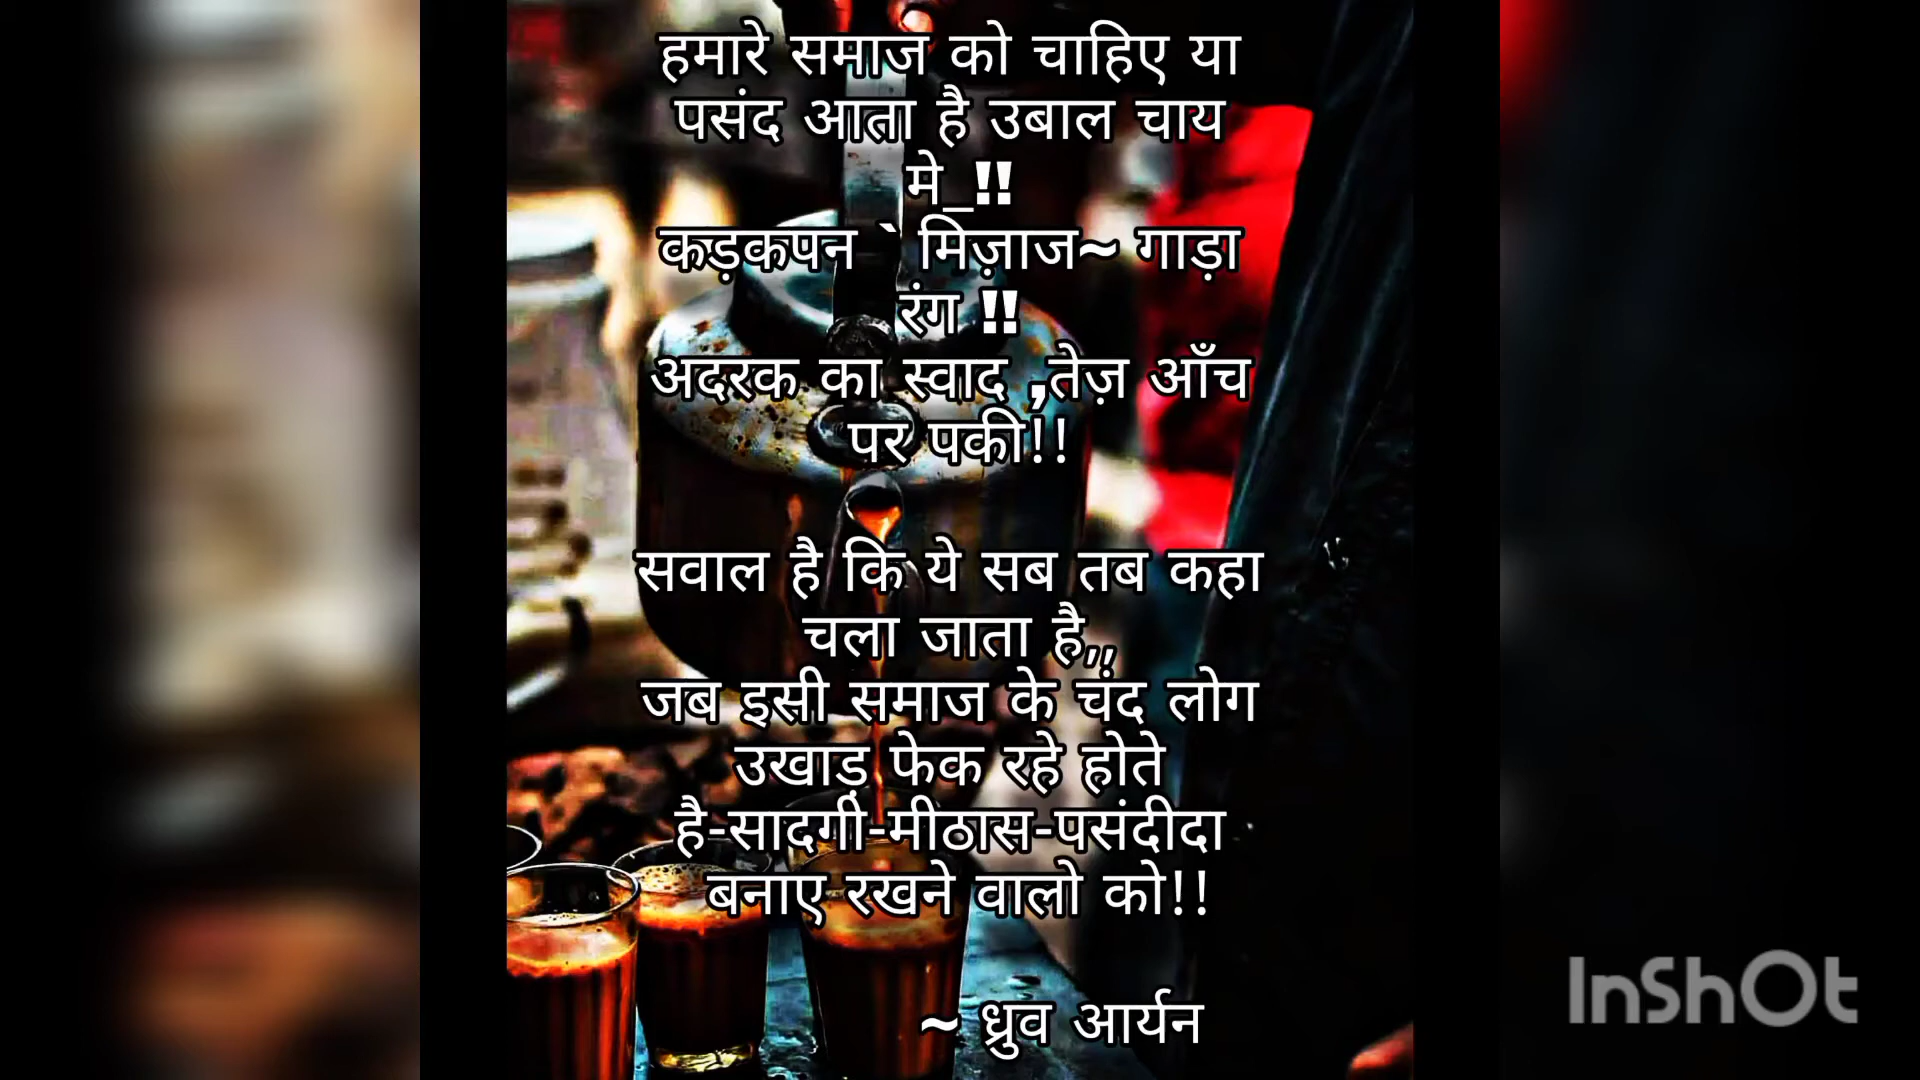 हमारे समाज को चाहिए या
पसंद आता है उबाल चाय
मे_!!
कड़कपन ` मिज़ाज~ गाड़ा
रंग !!
अदरक का स्वाद ,तेज़ आँच
पर पकी!!
सवाल है कि ये सब तब कहा
चला जाता है,,
जब इसी समाज के चंद लोग
उखाड़ फेक रहे होते
है-सादगी-मीठास-पसंदीदा
बनाए रखने वालो को!!
~ ध्रुव आर्यन
InShOt